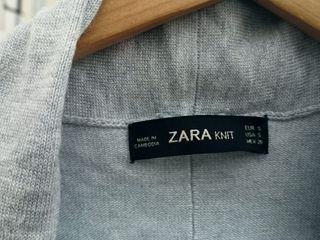 MADE IN
CAMBODIA
ZARA KNIT
EUR S
USA S
MEX 26